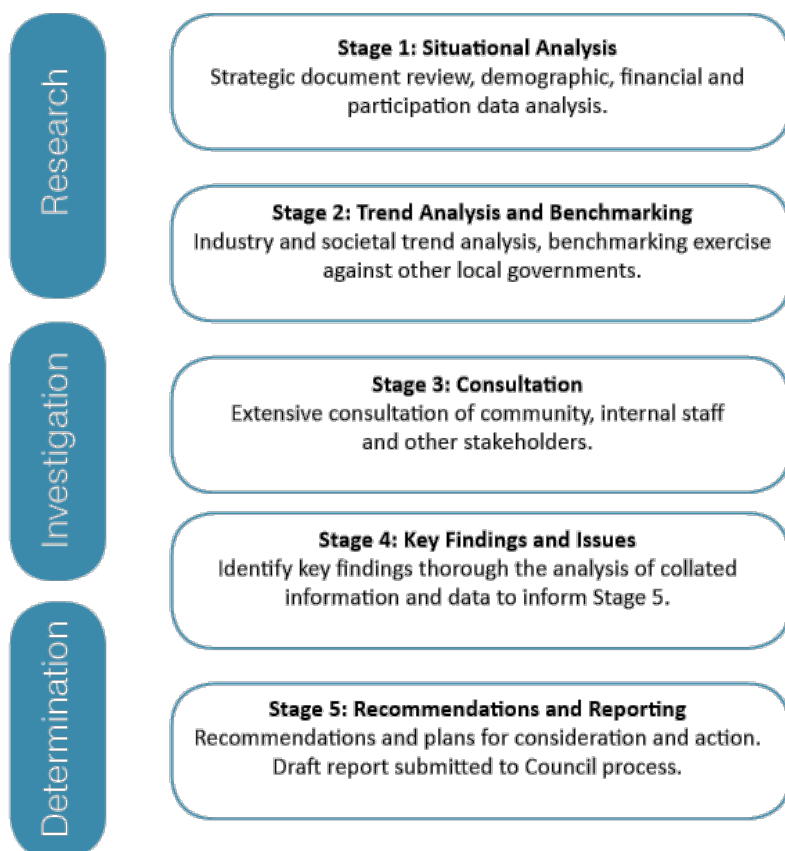 Research
Stage 1: Situational Analysis
Strategic document review, demographic, financial and
participation data analysis.
Stage 2: Trend Analysis and Benchmarking
Industry and societal trend analysis, benchmarking exercise
against other local governments.
Investigation
Stage 3: Consultation
Extensive consultation of community, internal staff
and other stakeholders.
Stage 4: Key Findings and Issues
Identify key findings thorough the analysis of collated
information and data to inform Stage 5.
Determination
Stage 5: Recommendations and Reporting
Recommendations and plans for consideration and action.
Draft report submitted to Council process.